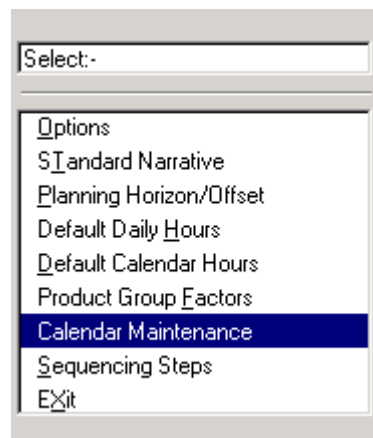 Select:-
Options
STandard Narrative
Planning Horizon/Offset
Default Daily Hours
Default Calendar Hours
Product Group Factors
Calendar Maintenance
Sequencing Steps
EXit